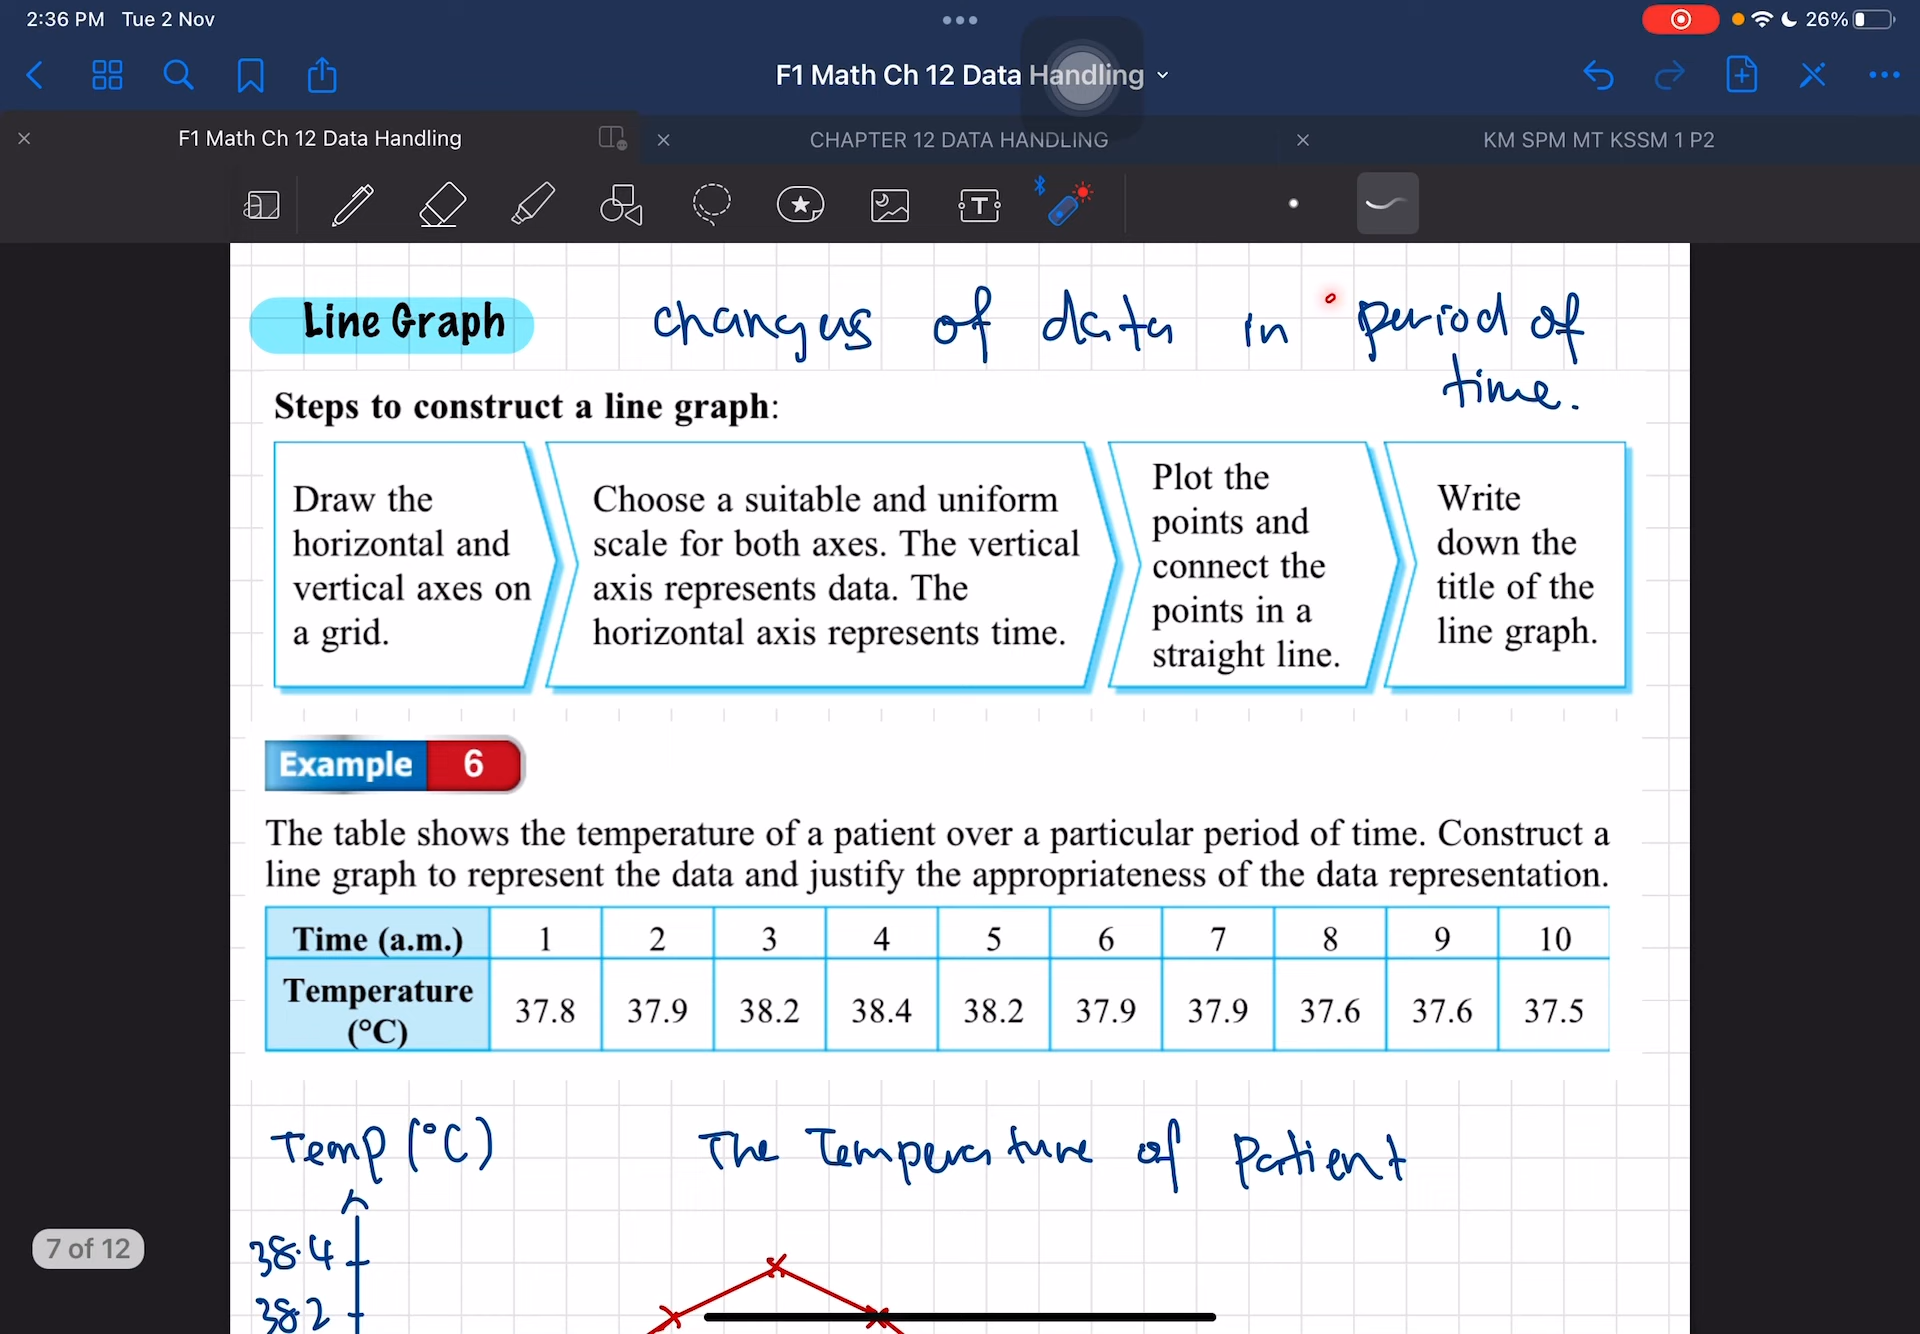 2:36 PM Tue 2 Nov
26%
F1 Math Ch 12 Data Handling
F1 Math Ch 12 Data Handling
CHAPTER 12 DATA HANDLING
KM SPM MT KSSM 1 P2
Line Graph
changes of data in period of
time.
Steps to construct a line graph:
Draw the
horizontal and
vertical axes on
a grid.
Choose a suitable and uniform
scale for both axes. The vertical
axis represents data. The
horizontal axis represents time.
Plot the
points and
connect the
points in a
straight line.
Write
down the
title of the
line graph.
Example 6
The table shows the temperature of a patient over a particular period of time. Construct a
line graph to represent the data and justify the appropriateness of the data representation.
Time (a.m.) 1 2 3 4 5 6 7 8 9 10
Temperature
(°C) 37.8 37.9 38.2 38.4 38.2 37.9 37.9 37.6 37.6 37.5
Temp (°C)
The Temperature of Patient
38.4
38.2
7 of 12